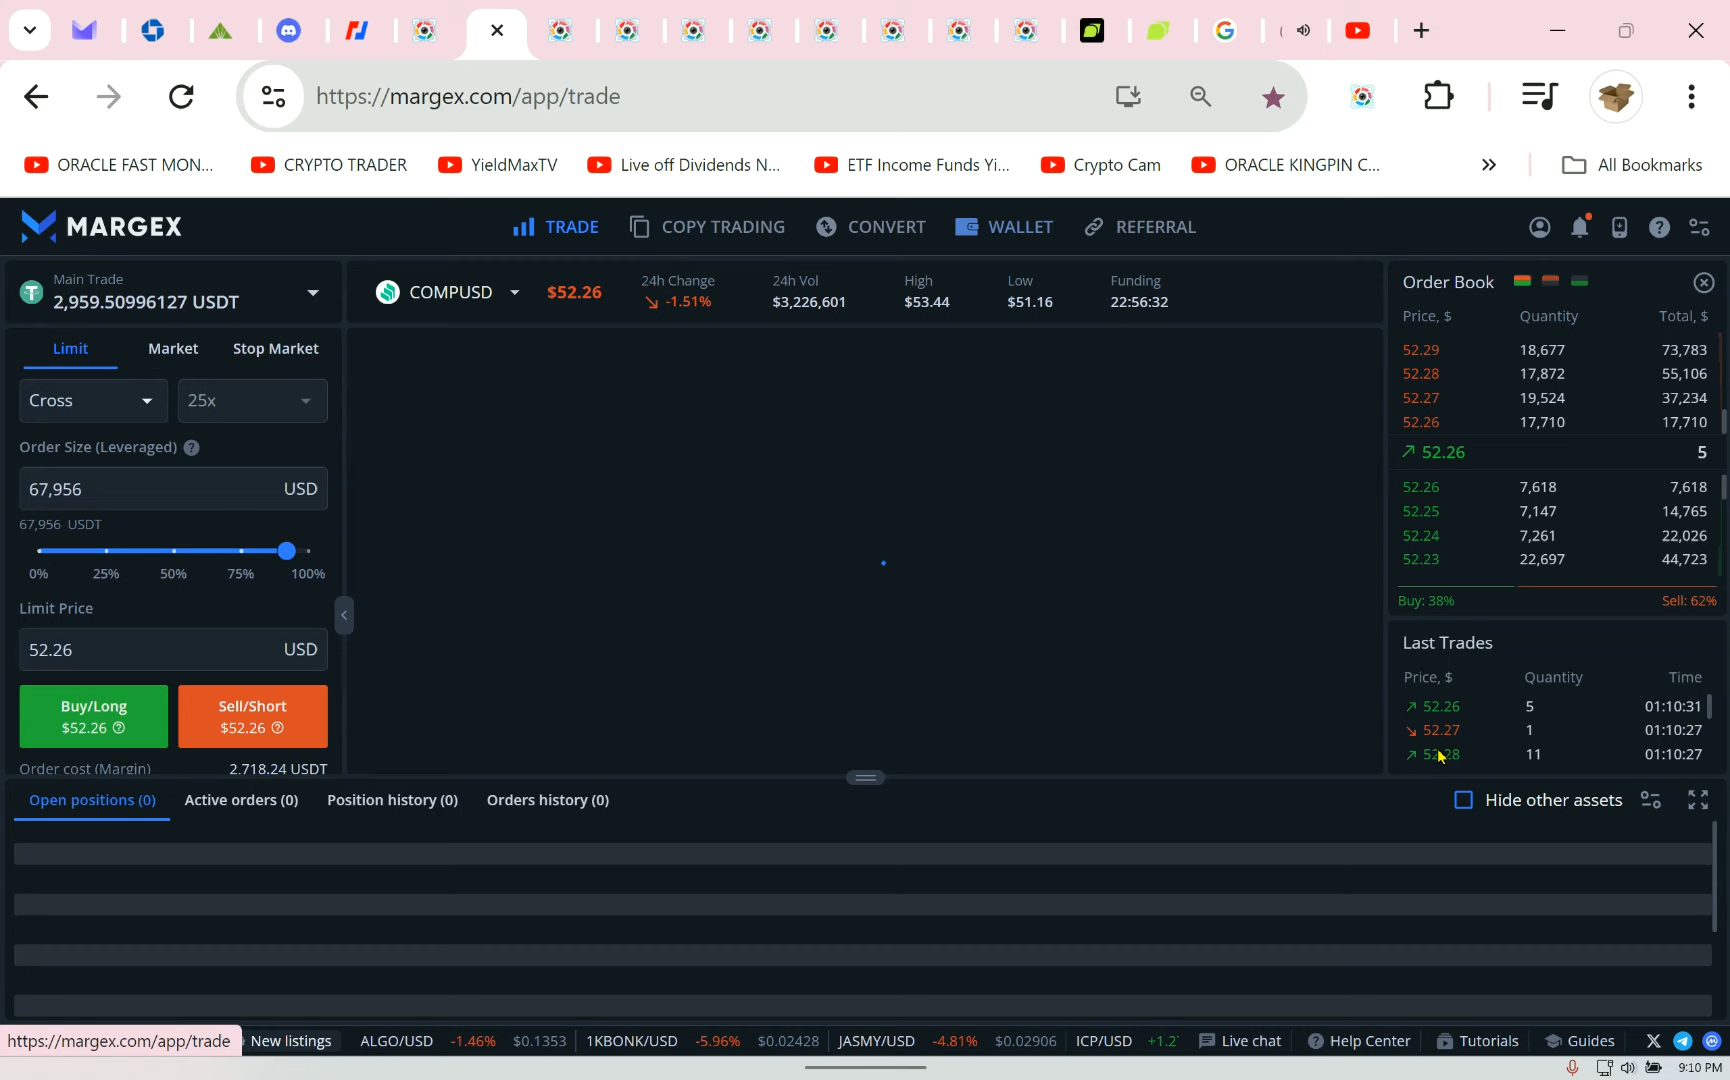 https://margex.com/app/trade
ORACLE FAST MON...
CRYPTO TRADER
YieldMaxTV
Live off Dividends N...
ETF Income Funds Yi...
Crypto Cam
ORACLE KINGPIN C...
»
All Bookmarks
MARGEX
TRADE
COPY TRADING
CONVERT
WALLET
REFERRAL
Main Trade
2,959.50996127 USDT
COMPUSD
$52.26
24h Change
-1.51%
24h Vol
$3,226,601
High
$53.44
Low
$51.16
Funding
22:56:32
Limit Market Stop Market
Cross
25x
Order Size (Leveraged) ?
67,956 USD
67,956 USDT
0% 25% 50% 75% 100%
Limit Price
52.26 USD
Buy/Long
$52.26
Sell/Short
$52.26
Order cost (Margin) 2,718.24 USDT
Order Book
Price, $ Quantity Total, $
52.29 18,677 73,783
52.28 17,872 55,106
52.27 19,524 37,234
52.26 17,710 17,710
52.26 5
52.26 7,618 7,618
52.25 7,147 14,765
52.24 7,261 22,026
52.23 22,697 44,723
Buy: 38% Sell: 62%
Last Trades
Price, $ Quantity Time
52.26 5 01:10:31
52.27 1 01:10:27
52.28 11 01:10:27
Open positions (0) Active orders (0) Position history (0) Orders history (0)
Hide other assets
https://margex.com/app/trade
New listings
ALGO/USD -1.46% $0.1353
1KBONK/USD -5.96% $0.02428
JASMY/USD -4.81% $0.02906
ICP/USD +1.2
Live chat
Help Center
Tutorials
Guides
9:10 PM